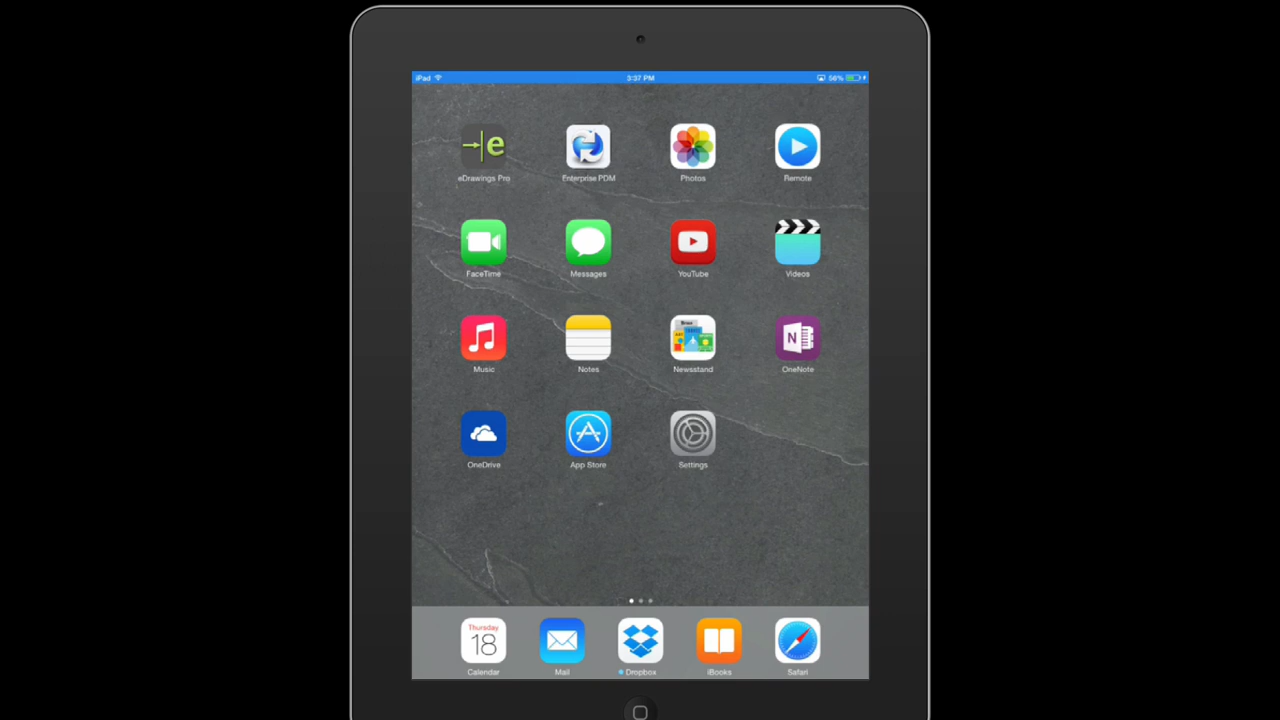 iPad 3:37 PM 56%
e
eDrawings Pro Enterprise PDM Photos Remote
FaceTime Messages YouTube Videos
N
Music Notes Newsstand OneNote
OneDrive App Store Settings
Thursday
18
Calendar Mail Dropbox iBooks Safari